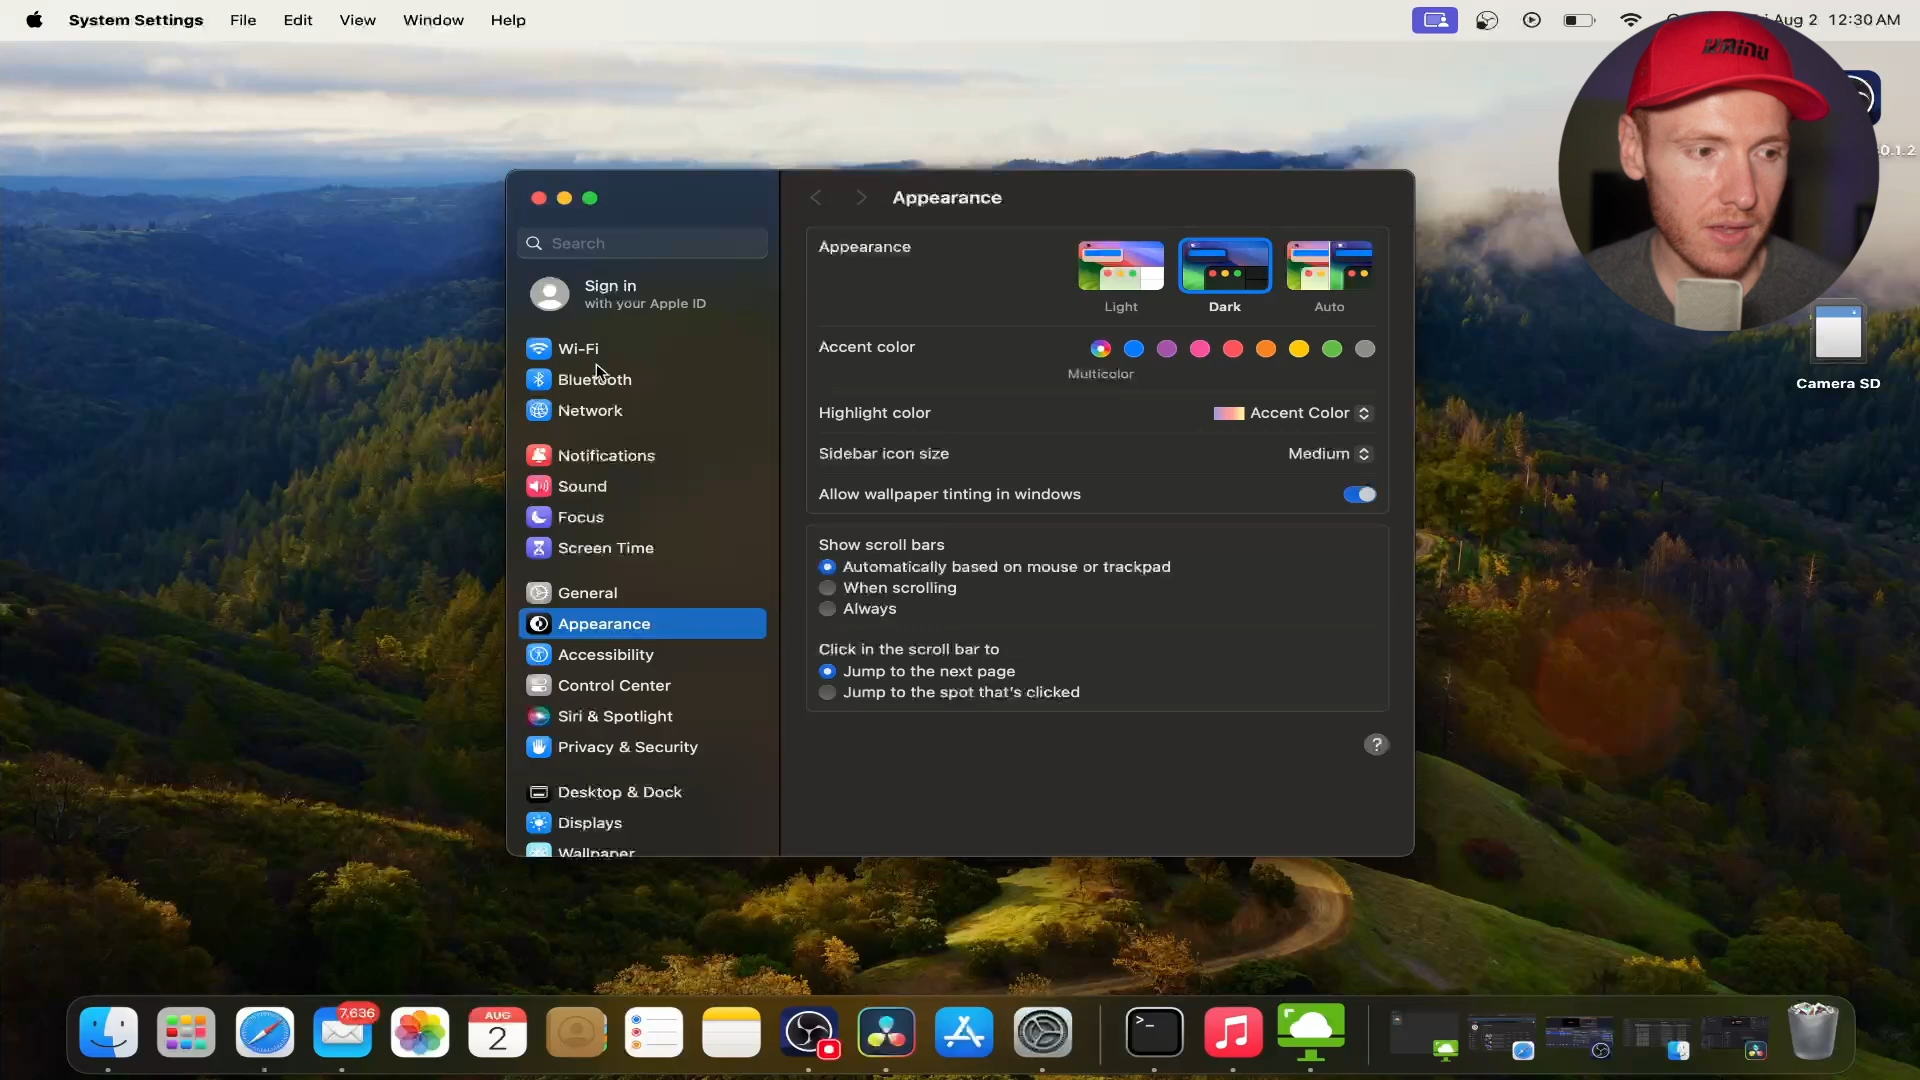 System Settings File Edit View Window Help
Aug 2 12:30 AM
Appearance
Search
Sign in
with your Apple ID
Wi-Fi
Bluetooth
Network
Notifications
Sound
Focus
Screen Time
General
Appearance
Accessibility
Control Center
Siri & Spotlight
Privacy & Security
Desktop & Dock
Displays
Wallpaper
Appearance
Light Dark Auto
Accent color
Multicolor
Highlight color Accent Color
Sidebar icon size Medium
Allow wallpaper tinting in windows
Show scroll bars
Automatically based on mouse or trackpad
When scrolling
Always
Click in the scroll bar to
Jump to the next page
Jump to the spot that's clicked
?
0.1.2
Camera SD
7,636
AUG
2
>_